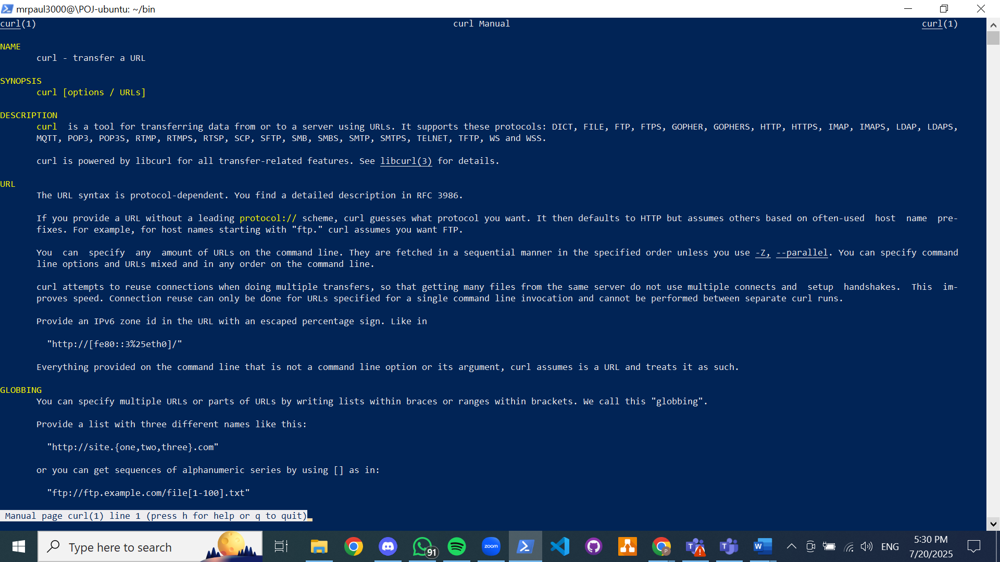 mrpaul3000@\POJ-ubuntu: ~/bin
curl(1) curl Manual curl(1)
NAME
curl - transfer a URL
SYNOPSIS
curl [options / URLs]
DESCRIPTION
curl  is a tool for transferring data from or to a server using URLs. It supports these protocols: DICT, FILE, FTP, FTPS, GOPHER, GOPHERS, HTTP, HTTPS, IMAP, IMAPS, LDAP, LDAPS,
MQTT, POP3, POP3S, RTMP, RTMPS, RTSP, SCP, SFTP, SMB, SMBS, SMTP, SMTPS, TELNET, TFTP, WS and WSS.
curl is powered by libcurl for all transfer-related features. See libcurl(3) for details.
URL
The URL syntax is protocol-dependent. You find a detailed description in RFC 3986.
If you provide a URL without a leading protocol:// scheme, curl guesses what protocol you want. It then defaults to HTTP but assumes others based on often-used  host  name  pre-
fixes. For example, for host names starting with "ftp." curl assumes you want FTP.
You  can  specify  any  amount of URLs on the command line. They are fetched in a sequential manner in the specified order unless you use -Z, --parallel. You can specify command
line options and URLs mixed and in any order on the command line.
curl attempts to reuse connections when doing multiple transfers, so that getting many files from the same server do not use multiple connects and  setup  handshakes.  This  im-
proves speed. Connection reuse can only be done for URLs specified for a single command line invocation and cannot be performed between separate curl runs.
Provide an IPv6 zone id in the URL with an escaped percentage sign. Like in
"http://[fe80::3%25eth0]/"
Everything provided on the command line that is not a command line option or its argument, curl assumes is a URL and treats it as such.
GLOBBING
You can specify multiple URLs or parts of URLs by writing lists within braces or ranges within brackets. We call this "globbing".
Provide a list with three different names like this:
"http://site.{one,two,three}.com"
or you can get sequences of alphanumeric series by using [] as in:
"ftp://ftp.example.com/file[1-100].txt"
Manual page curl(1) line 1 (press h for help or q to quit)
Type here to search
91
zoom
P
T
T
W
ENG
5:30 PM
7/20/2025